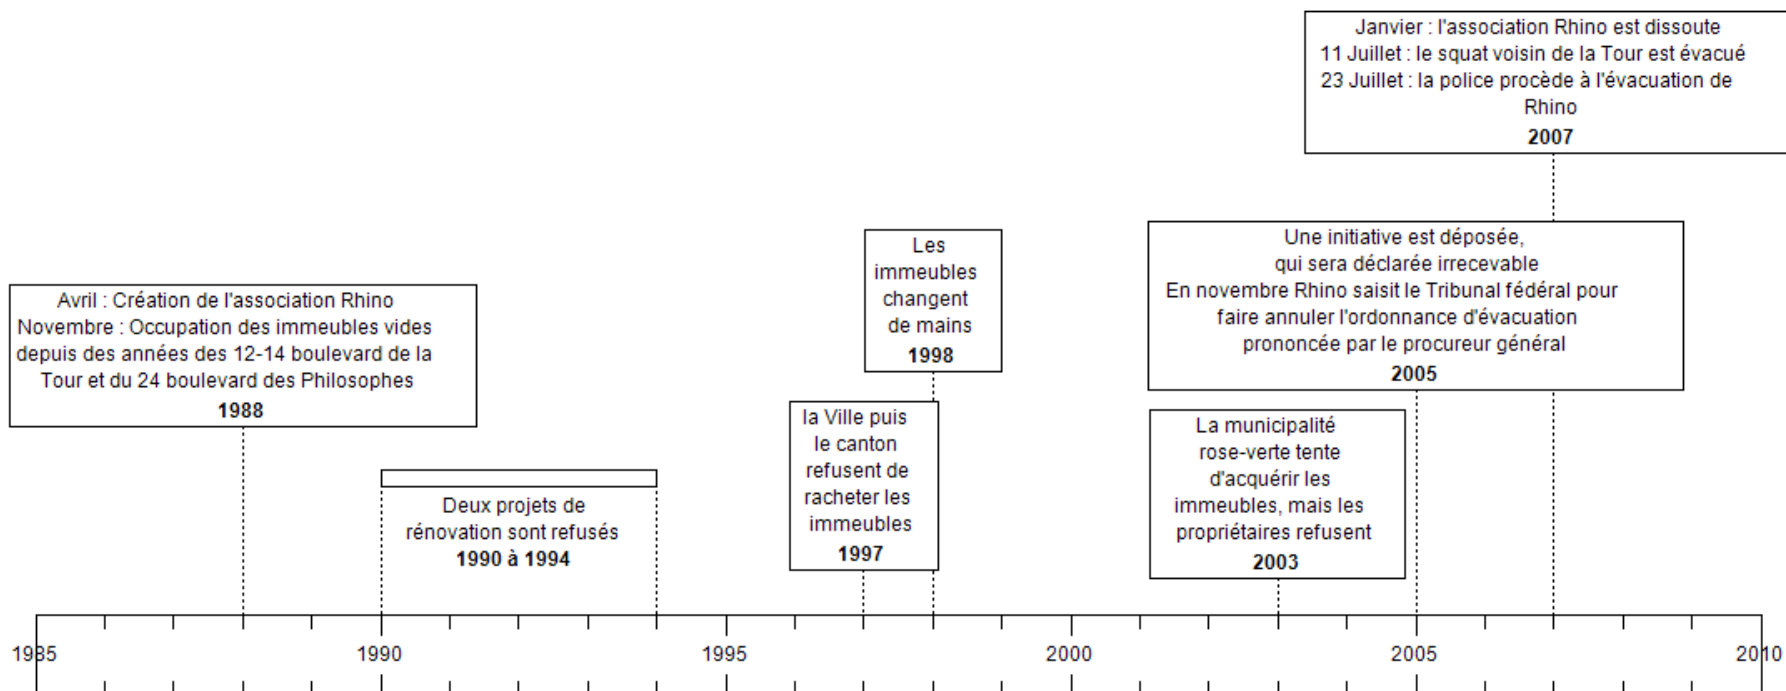 Janvier : l'association Rhino est dissoute
11 Juillet : le squat voisin de la Tour est évacué
23 Juillet : la police procède à l'évacuation de
Rhino
2007
Une initiative est déposée,
qui sera déclarée irrecevable
En novembre Rhino saisit le Tribunal fédéral pour
faire annuler l'ordonnance d'évacuation
prononcée par le procureur général
2005
Les
immeubles
changent
de mains
1998
Avril : Création de l'association Rhino
Novembre : Occupation des immeubles vides
depuis des années des 12-14 boulevard de la
Tour et du 24 boulevard des Philosophes
1988
la Ville puis
le canton
refusent de
racheter les
immeubles
1997
La municipalité
rose-verte tente
d'acquérir les
immeubles, mais les
propriétaires refusent
2003
Deux projets de
rénovation sont refusés
1990 à 1994
1985 1990 1995 2000 2005 2010